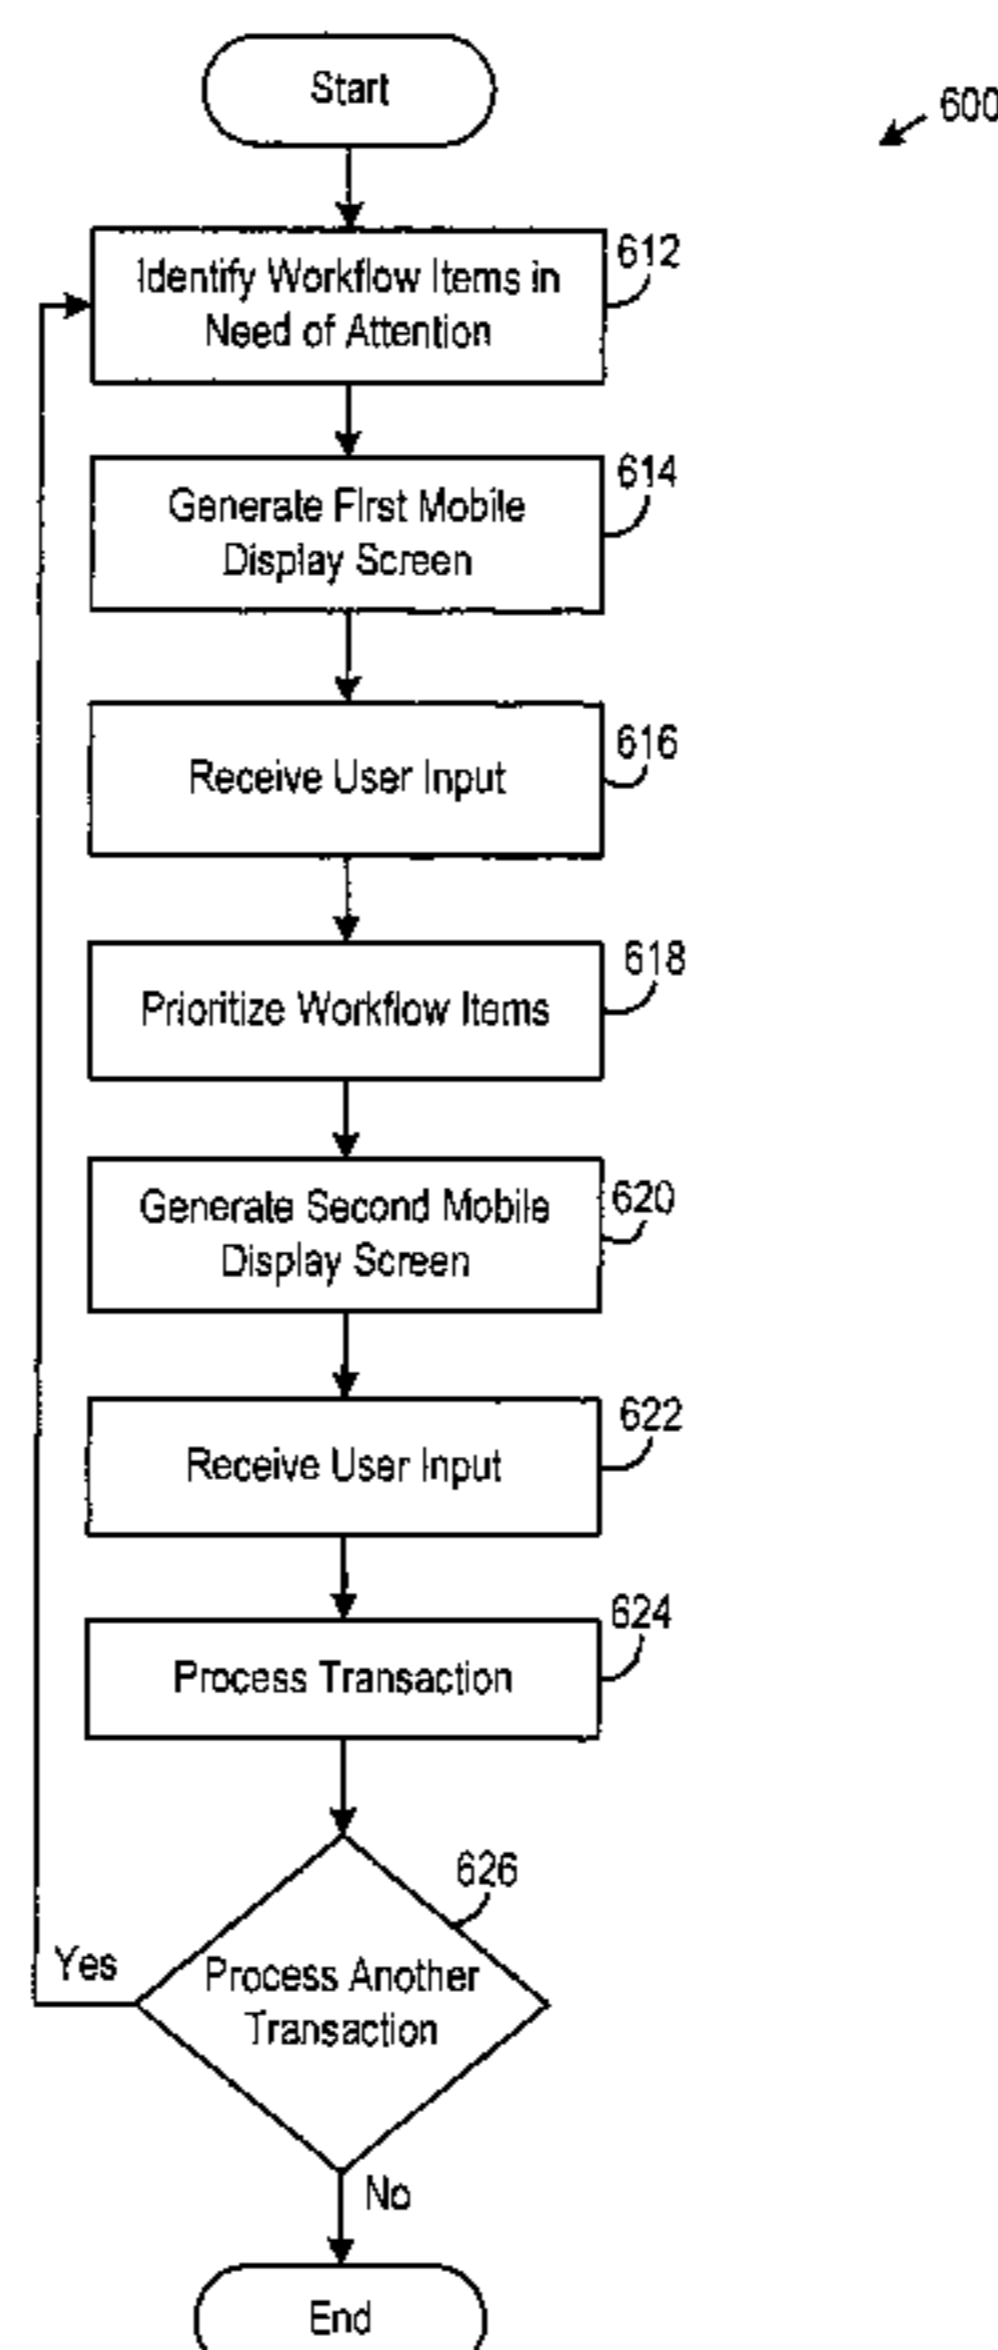 Start
600
Identify Workflow Items in
Need of Attention
612
Generate First Mobile
Display Screen
614
Receive User Input
616
Prioritize Workflow Items
618
Generate Second Mobile
Display Screen
620
Receive User Input
622
Process Transaction
624
626
Process Another
Transaction
Yes
No
End